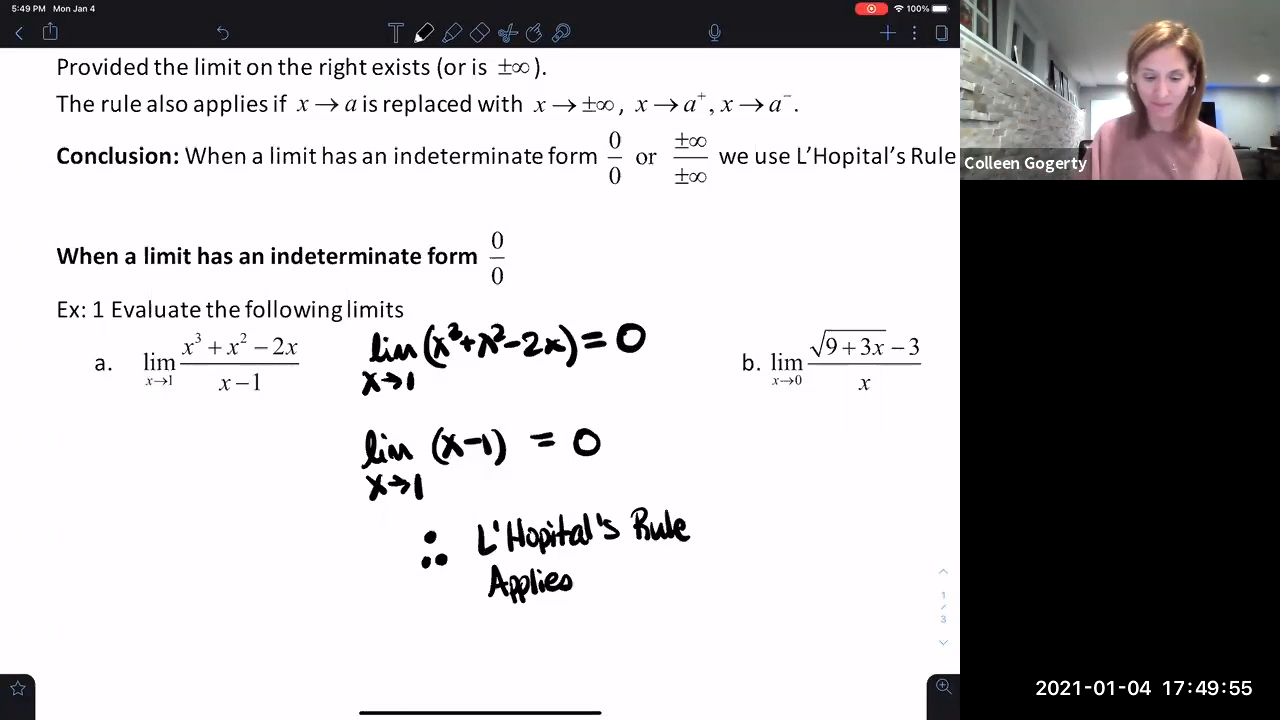 5:49 PM Mon Jan 4
100%
Provided the limit on the right exists (or is ±∞).
The rule also applies if x → a is replaced with x → ±∞, x → a⁺, x → a⁻.
Conclusion: When a limit has an indeterminate form 0/0 or ±∞/±∞ we use L'Hopital's Rule
Colleen Gogerty
When a limit has an indeterminate form 0/0
Ex: 1 Evaluate the following limits
a. lim x→1 (x³ + x² − 2x)/(x − 1)
lim x→1 (x³+x²−2x) = 0
b. lim x→0 (√(9 + 3x) − 3)/x
lim x→1 (x−1) = 0
∴ L'Hopital's Rule
Applies
1
/
3
2021-01-04 17:49:55